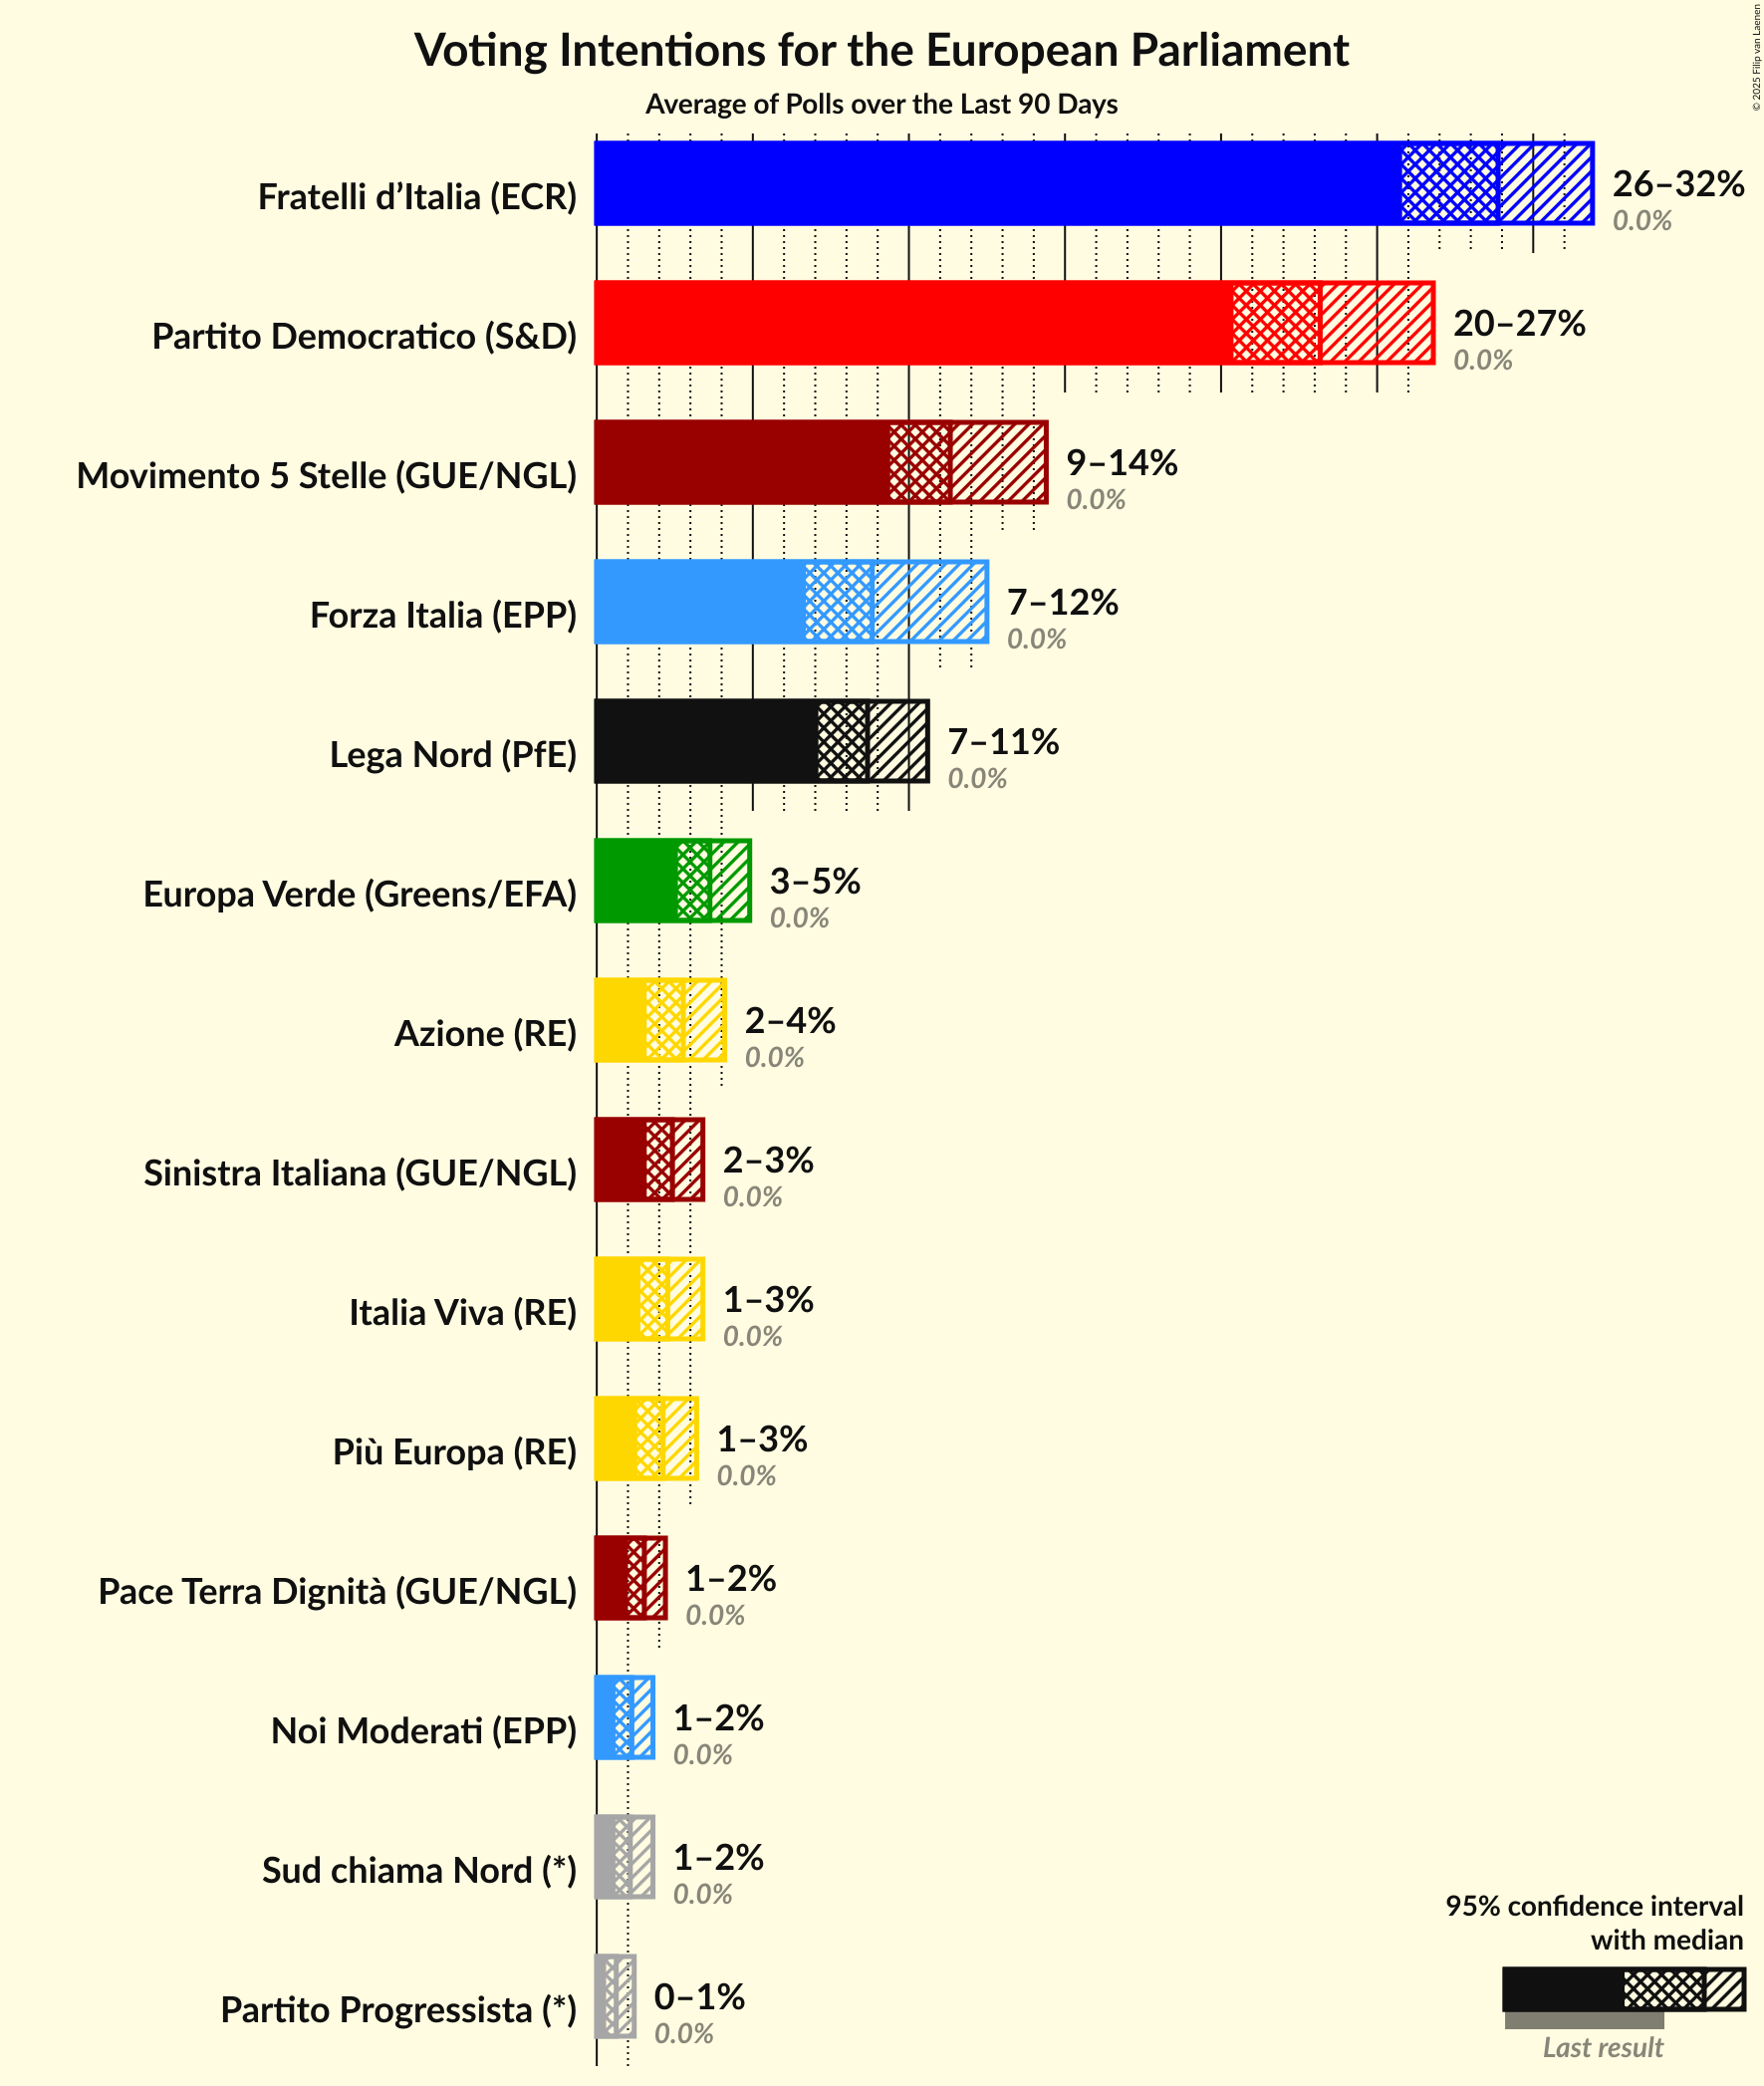 Voting Intentions for the European Parliament
Average of Polls over the Last 90 Days
© 2025 Filip van Laenen
Fratelli d’Italia (ECR)
26–32%
0.0%
Partito Democratico (S&D)
20–27%
0.0%
Movimento 5 Stelle (GUE/NGL)
9–14%
0.0%
Forza Italia (EPP)
7–12%
0.0%
Lega Nord (PfE)
7–11%
0.0%
Europa Verde (Greens/EFA)
3–5%
0.0%
Azione (RE)
2–4%
0.0%
Sinistra Italiana (GUE/NGL)
2–3%
0.0%
Italia Viva (RE)
1–3%
0.0%
Più Europa (RE)
1–3%
0.0%
Pace Terra Dignità (GUE/NGL)
1–2%
0.0%
Noi Moderati (EPP)
1–2%
0.0%
Sud chiama Nord (*)
1–2%
0.0%
Partito Progressista (*)
0–1%
0.0%
95% confidence interval
with median
Last result